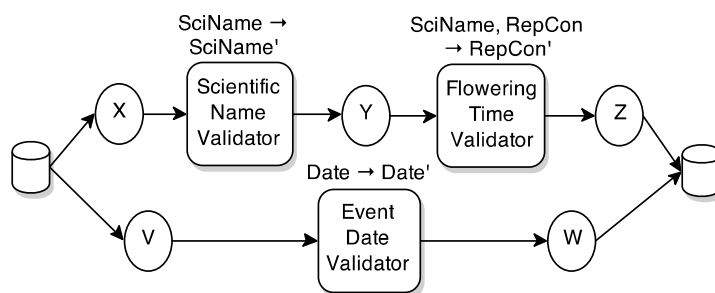 SciName →
SciName'
SciName, RepCon
→ RepCon'
X
Scientific
Name
Validator
Y
Flowering
Time
Validator
Z
Date → Date'
V
Event
Date
Validator
W